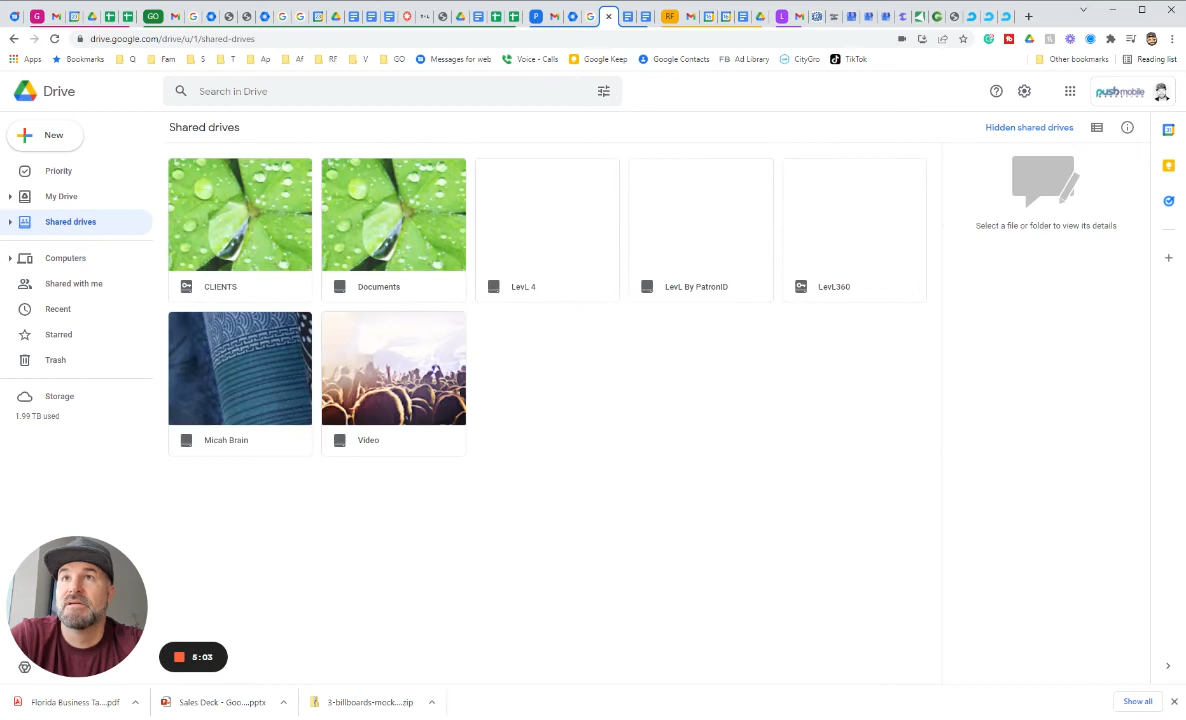 GO
P
RF
L
drive.google.com/drive/u/1/shared-drives
Apps
Bookmarks
Q
Fam
S
T
Ap
Af
RF
V
GO
Messages for web
Voice - Calls
Google Keep
Google Contacts
FB Ad Library
CityGro
TikTok
Other bookmarks
Reading list
Drive
Search in Drive
pushmobile
New
Shared drives
Hidden shared drives
Priority
My Drive
Shared drives
Computers
Shared with me
Recent
Starred
Trash
Storage
1.99 TB used
CLIENTS
Documents
LevL 4
LevL By PatronID
LevL360
Micah Brain
Video
Select a file or folder to view its details
5:03
Florida Business Ta....pdf
Sales Deck - Goo....pptx
3-billboards-mock....zip
Show all